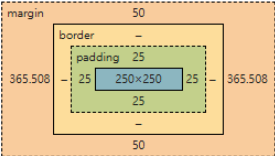 margin 50
border –
padding 25
365.508 – 25 250×250 25 – 365.508
25
–
50